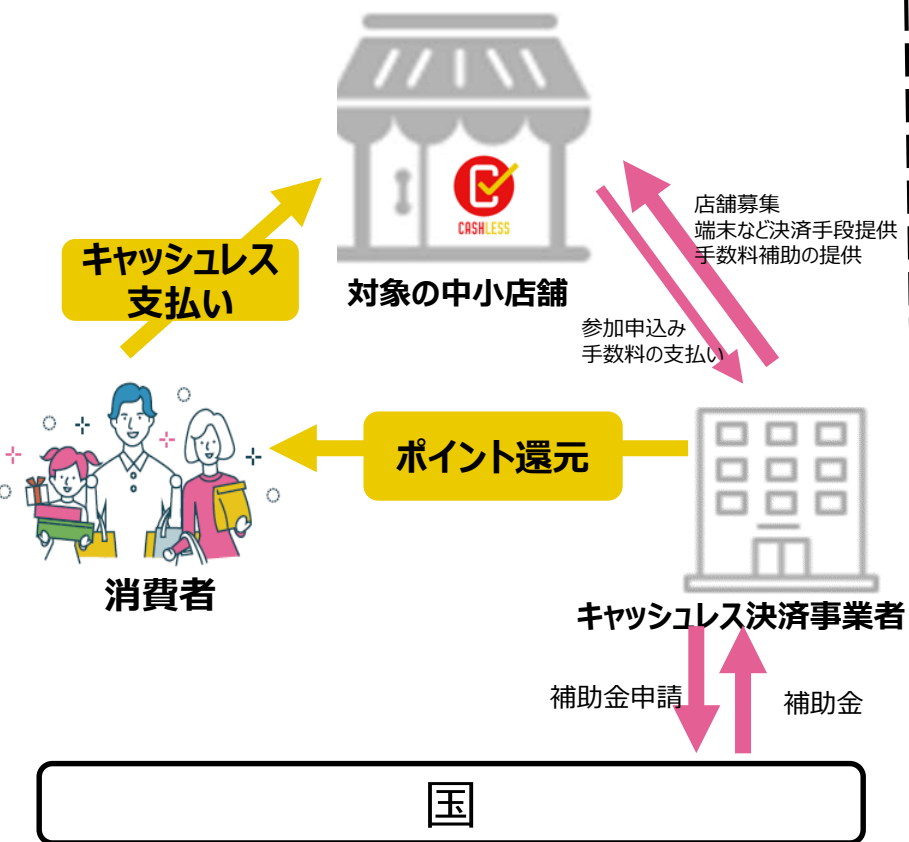 CASHLESS
対象の中小店舗
店舗募集
端末など決済手段提供
手数料補助の提供
キャッシュレス
支払い
参加申込み
手数料の支払い
ポイント還元
消費者
キャッシュレス決済事業者
補助金申請
補助金
国